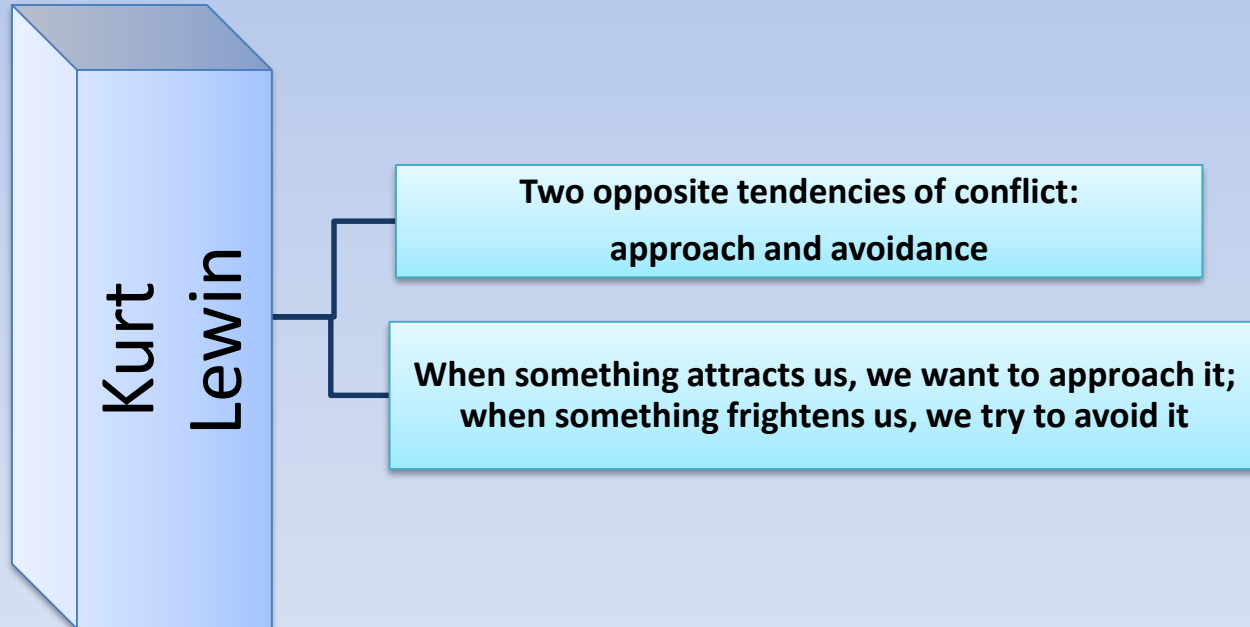 Kurt
Lewin
Two opposite tendencies of conflict:
approach and avoidance
When something attracts us, we want to approach it;
when something frightens us, we try to avoid it